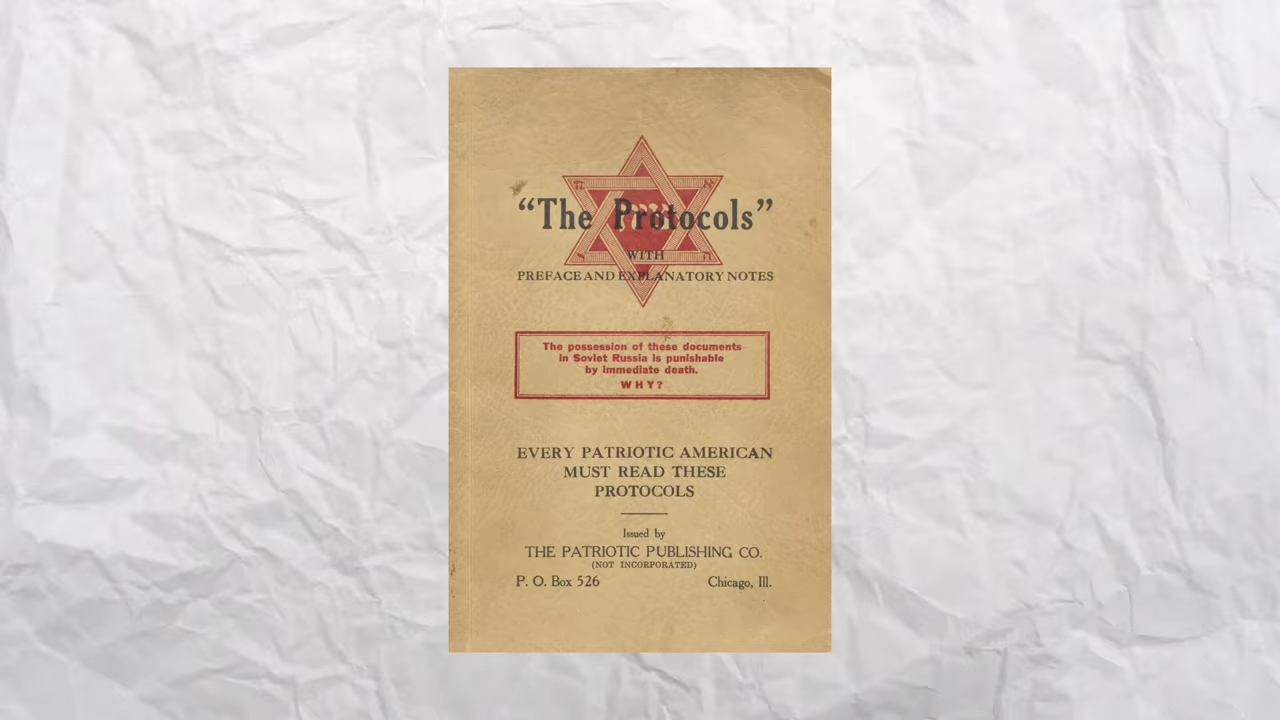 "The Protocols"
WITH
PREFACE AND EXPLANATORY NOTES
The possession of these documents
in Soviet Russia is punishable
by immediate death.
WHY?
EVERY PATRIOTIC AMERICAN
MUST READ THESE
PROTOCOLS
Issued by
THE PATRIOTIC PUBLISHING CO.
(NOT INCORPORATED)
P. O. Box 526 Chicago, Ill.